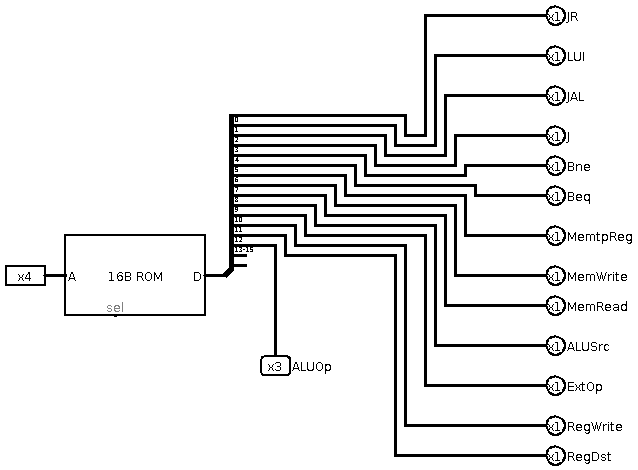 x1 JR
x1 LUI
x1 JAL
x1 J
x1 Bne
x1 Beq
x1 MemtpReg
x1 MemWrite
x1 MemRead
x1 ALUSrc
x1 ExtOp
x1 RegWrite
x1 RegDst
0
1
2
3
4
5
6
7
8
9
10
11
12
13-15
x4
A
16B ROM
D
sel
x3 ALUOp